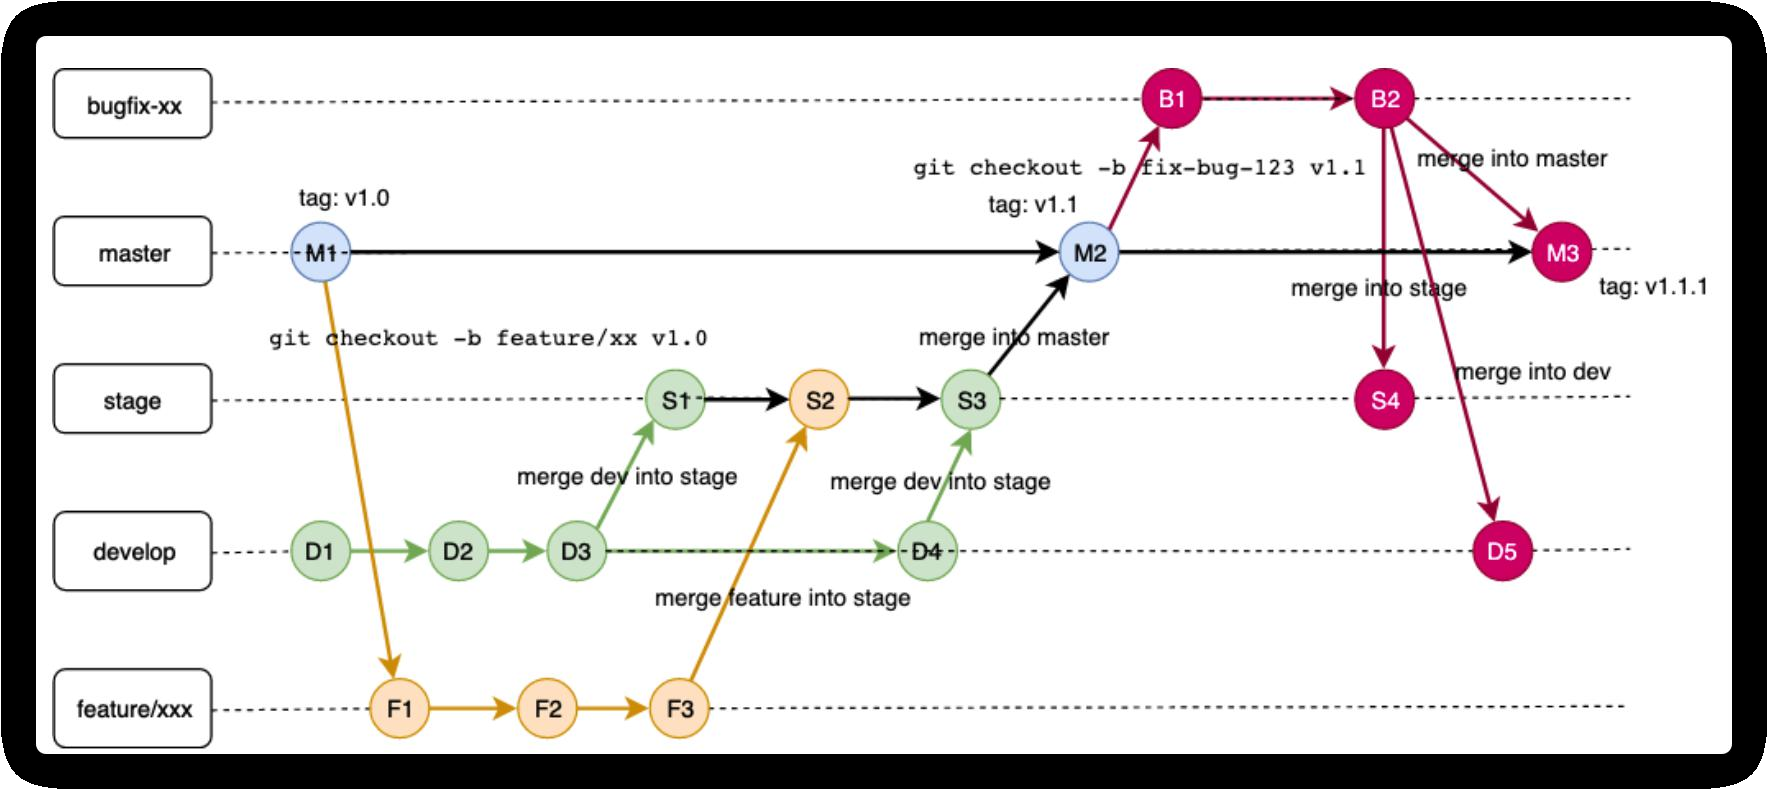 bugfix-xx
B1
B2
git checkout -b fix-bug-123 v1.1
merge into master
tag: v1.0
tag: v1.1
master
M1
M2
M3
merge into stage
tag: v1.1.1
git checkout -b feature/xx v1.0
merge into master
merge into dev
stage
S1
S2
S3
S4
merge dev into stage
merge dev into stage
develop
D1
D2
D3
D4
D5
merge feature into stage
feature/xxx
F1
F2
F3